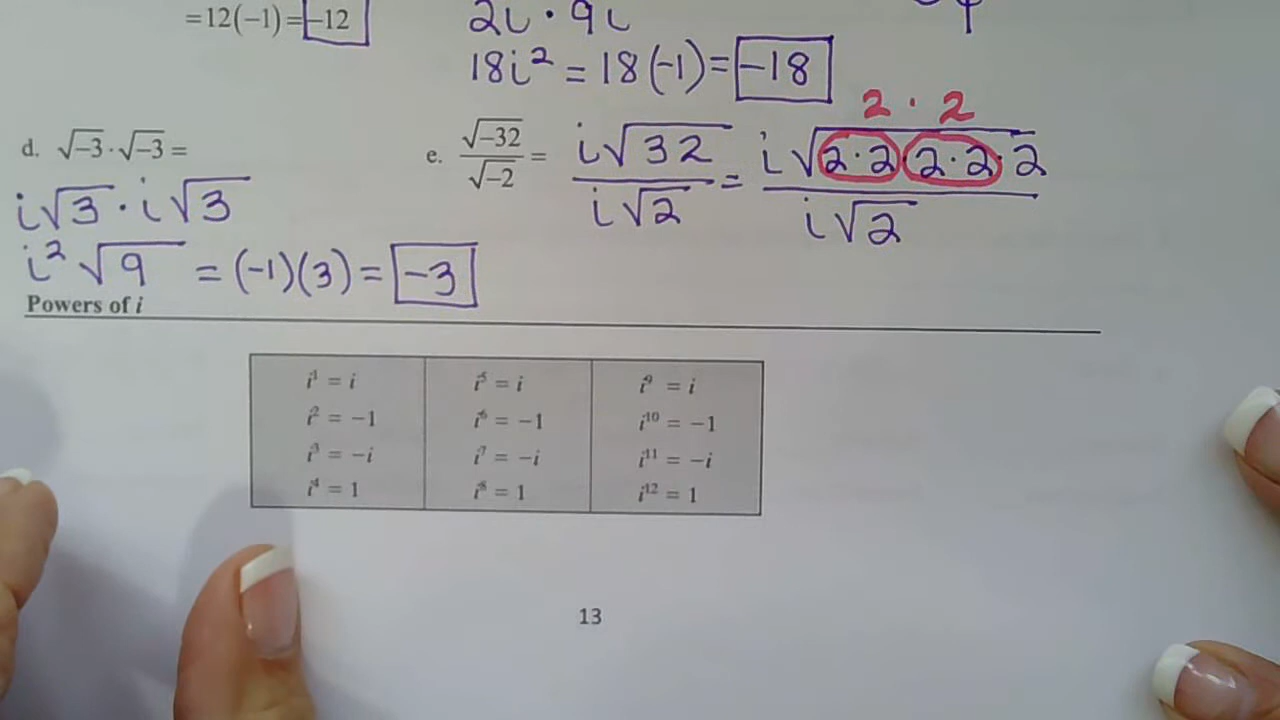 =12(−1)=−12
2i · 9i
18i² = 18(-1) = -18
2 · 2
d. √−3·√−3=
e. √−32/√−2 = i√32/i√2 = i√2·2·2·2·2/i√2
i√3 · i√3
i²√9 = (-1)(3) = -3
Powers of i
i¹ = i i⁵ = i i⁹ = i
i² = −1 i⁶ = −1 i¹⁰ = −1
i³ = −i i⁷ = −i i¹¹ = −i
i⁴ = 1 i⁸ = 1 i¹² = 1
13